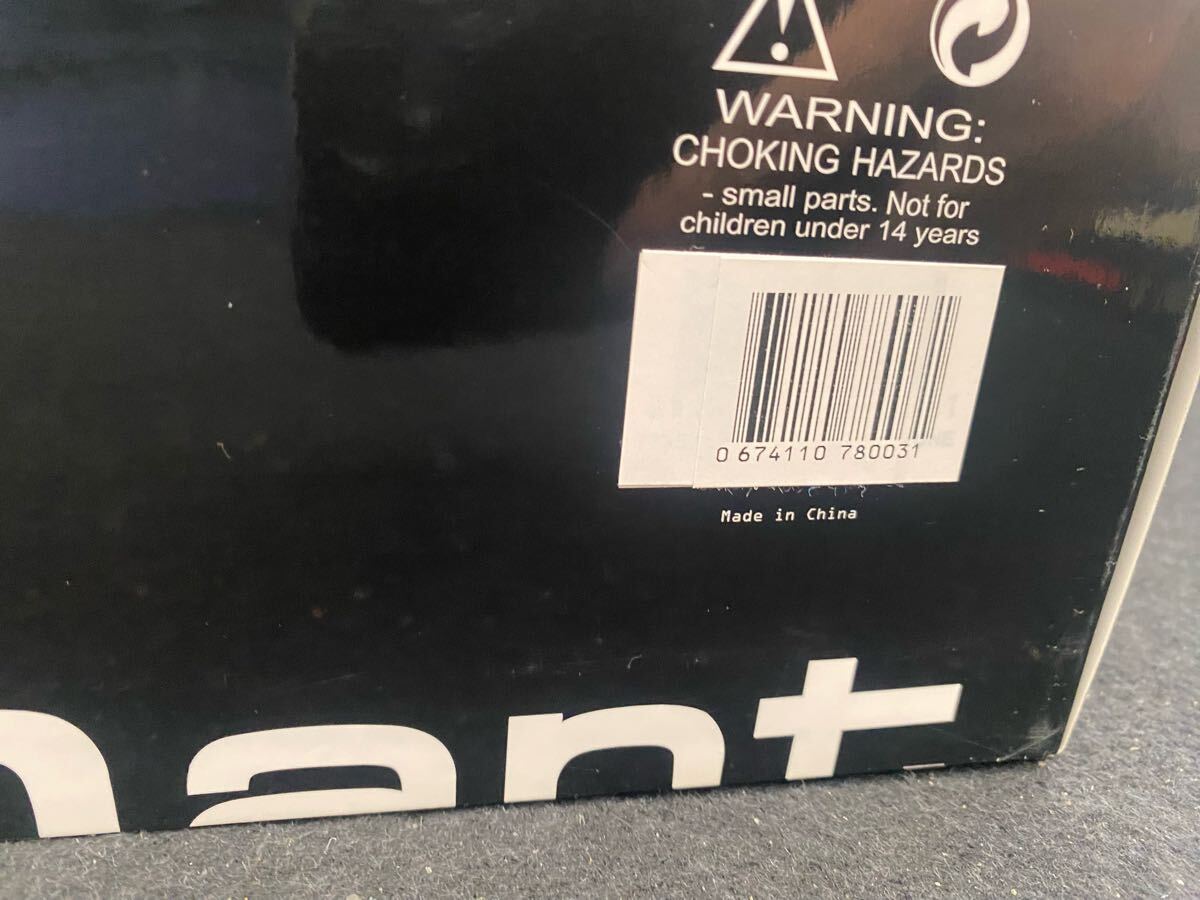 WARNING:
CHOKING HAZARDS
- small parts. Not for
children under 14 years
0 674110 780031
Made in China
nant